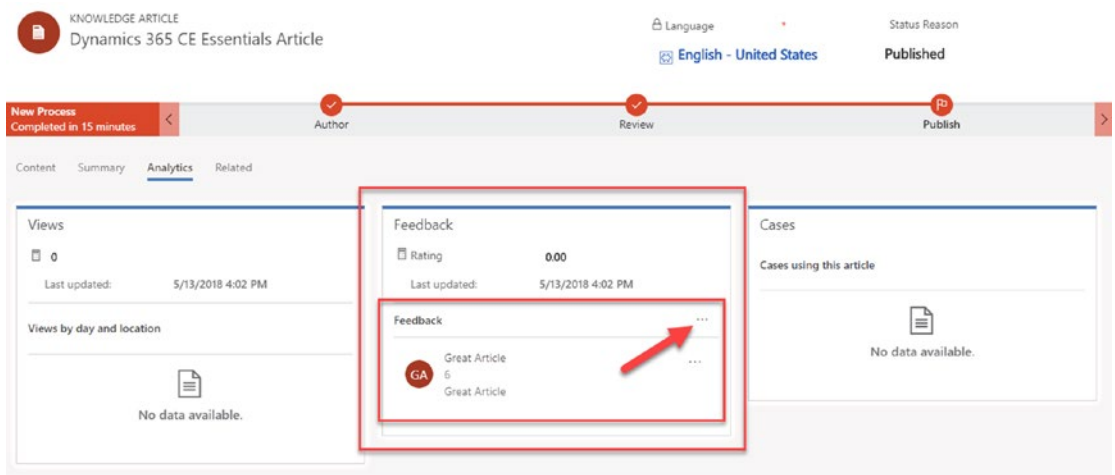 KNOWLEDGE ARTICLE
Dynamics 365 CE Essentials Article
Language *
English - United States
Status Reason
Published
New Process
Completed in 15 minutes
Author
Review
Publish
Content Summary Analytics Related
Views
0
Last updated: 5/13/2018 4:02 PM
Views by day and location
No data available.
Feedback
Rating 0.00
Last updated: 5/13/2018 4:02 PM
Feedback ...
GA
Great Article ...
6
Great Article
Cases
Cases using this article
No data available.